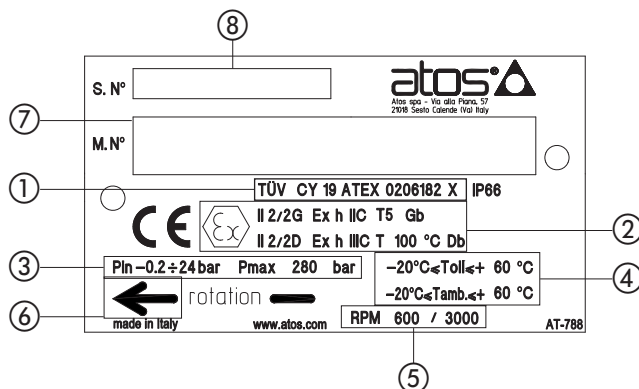 ⑧
S. N°
atos®
Atos spa - Via alla Piana, 57
21018 Sesto Calende (Va) Italy
⑦
M. N°
①
TÜV CY 19 ATEX 0206182 X IP66
CE Ex II 2/2G Ex h IIC T5 Gb
II 2/2D Ex h IIIC T 100 °C Db
②
③
Pin -0.2÷24 bar Pmax 280 bar
-20°C≤Toil≤+ 60 °C
-20°C≤Tamb.≤+ 60 °C
④
rotation
⑥
made in Italy www.atos.com RPM 600 / 3000 AT-788
⑤